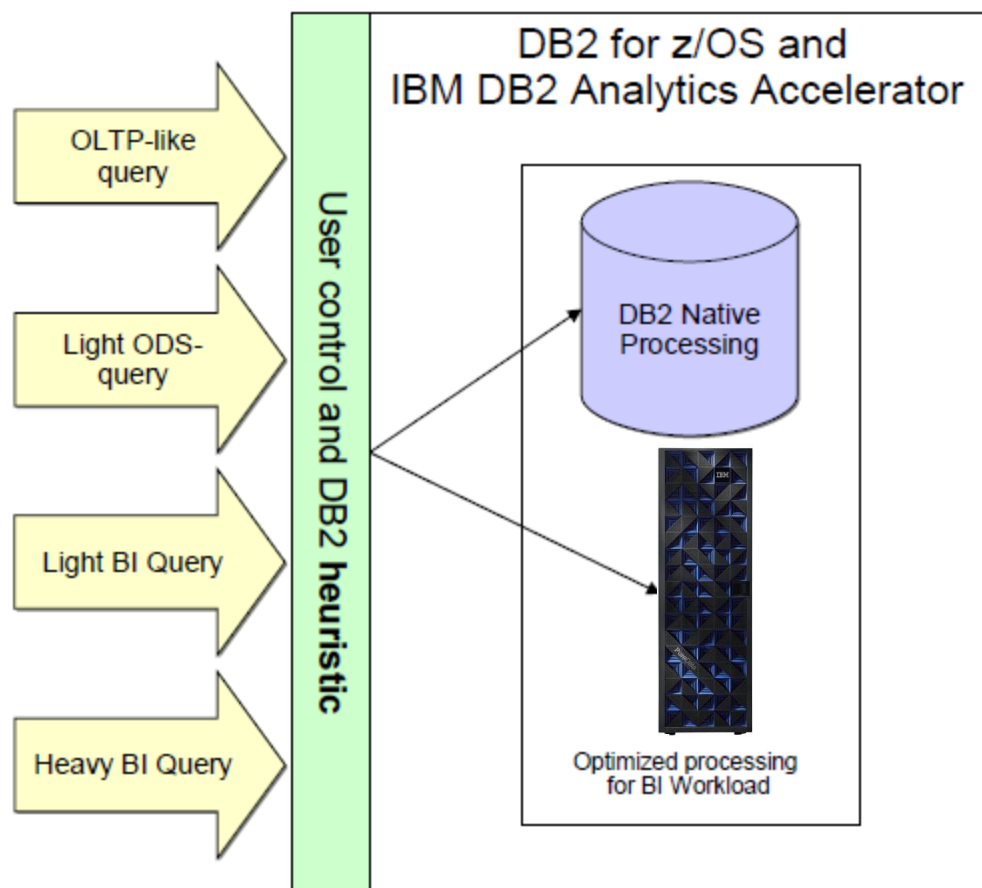 DB2 for z/OS and
IBM DB2 Analytics Accelerator
OLTP-like
query
Light ODS-
query
Light BI Query
Heavy BI Query
User control and DB2 heuristic
DB2 Native
Processing
IBM
PureData
Optimized processing
for BI Workload